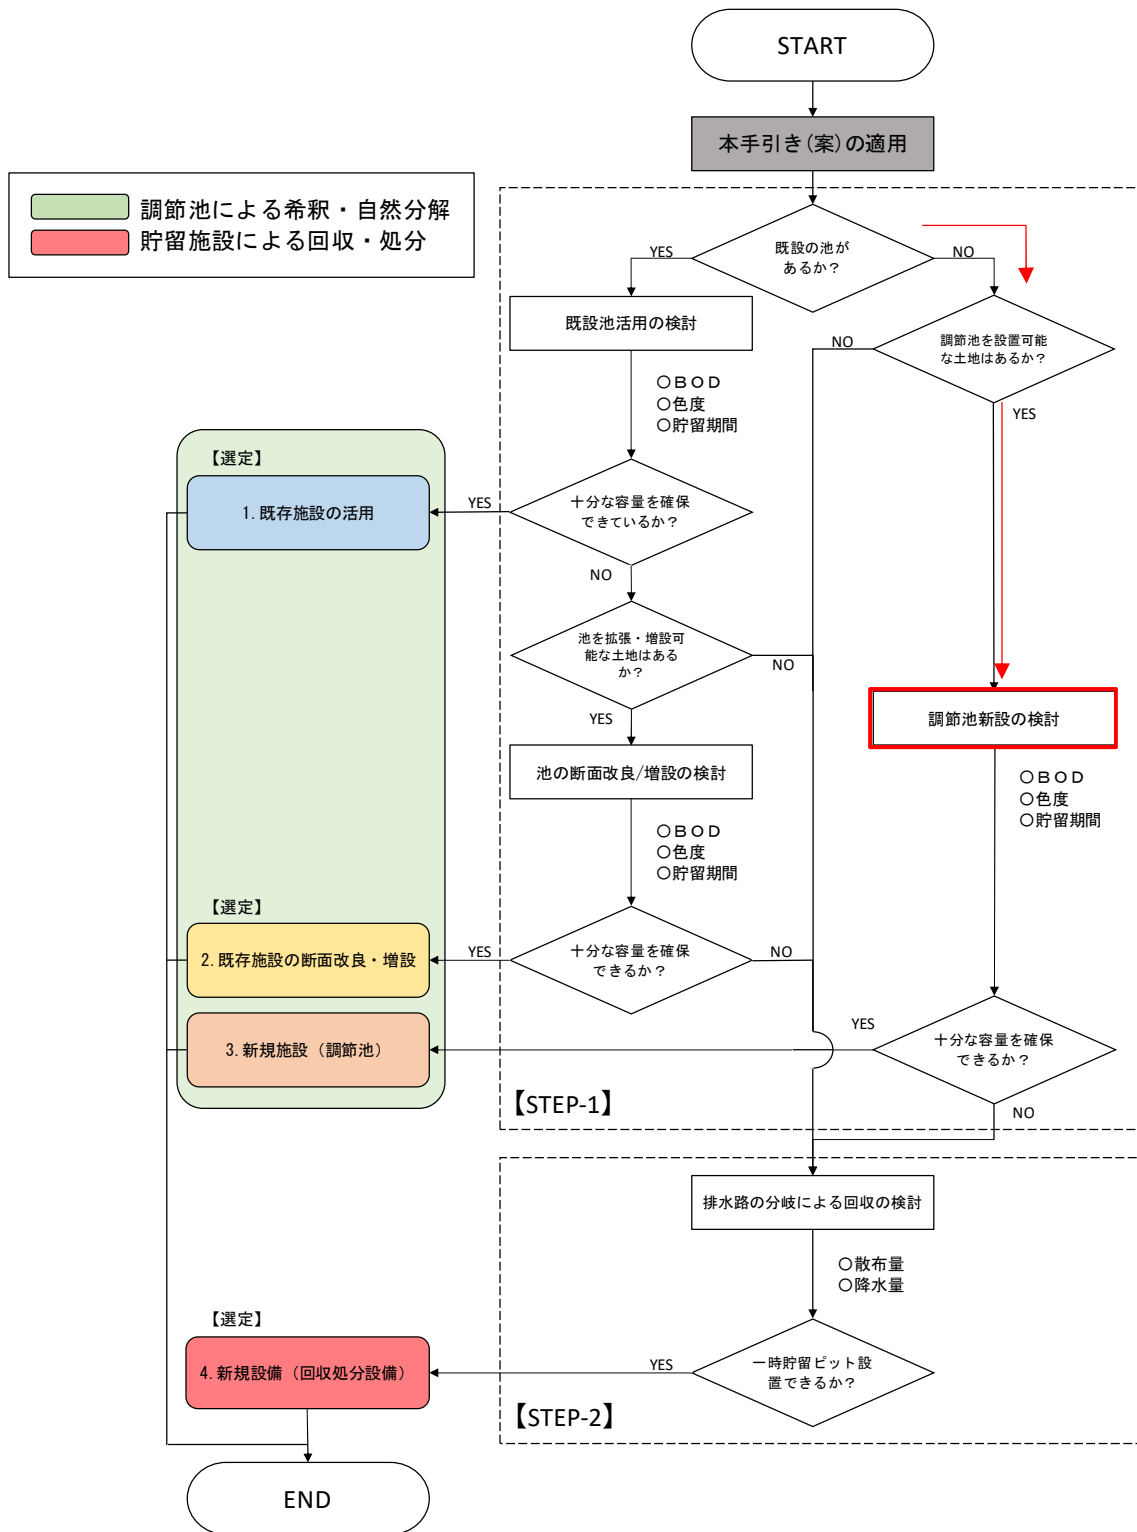 START
本手引き(案)の適用
調節池による希釈・自然分解
貯留施設による回収・処分
既設の池が
あるか？
YES
NO
既設池活用の検討
調節池を設置可能
な土地はあるか？
NO
YES
○ＢＯＤ
○色度
○貯留期間
【選定】
1. 既存施設の活用
YES
十分な容量を確保
できているか？
NO
池を拡張・増設可
能な土地はある
か？
NO
YES
調節池新設の検討
池の断面改良/増設の検討
○ＢＯＤ
○色度
○貯留期間
○ＢＯＤ
○色度
○貯留期間
【選定】
2. 既存施設の断面改良・増設
YES
十分な容量を確保
できるか？
NO
3. 新規施設（調節池）
YES
十分な容量を確保
できるか？
NO
【STEP-1】
排水路の分岐による回収の検討
○散布量
○降水量
【選定】
4. 新規設備（回収処分設備）
YES
一時貯留ピット設
置できるか？
【STEP-2】
END